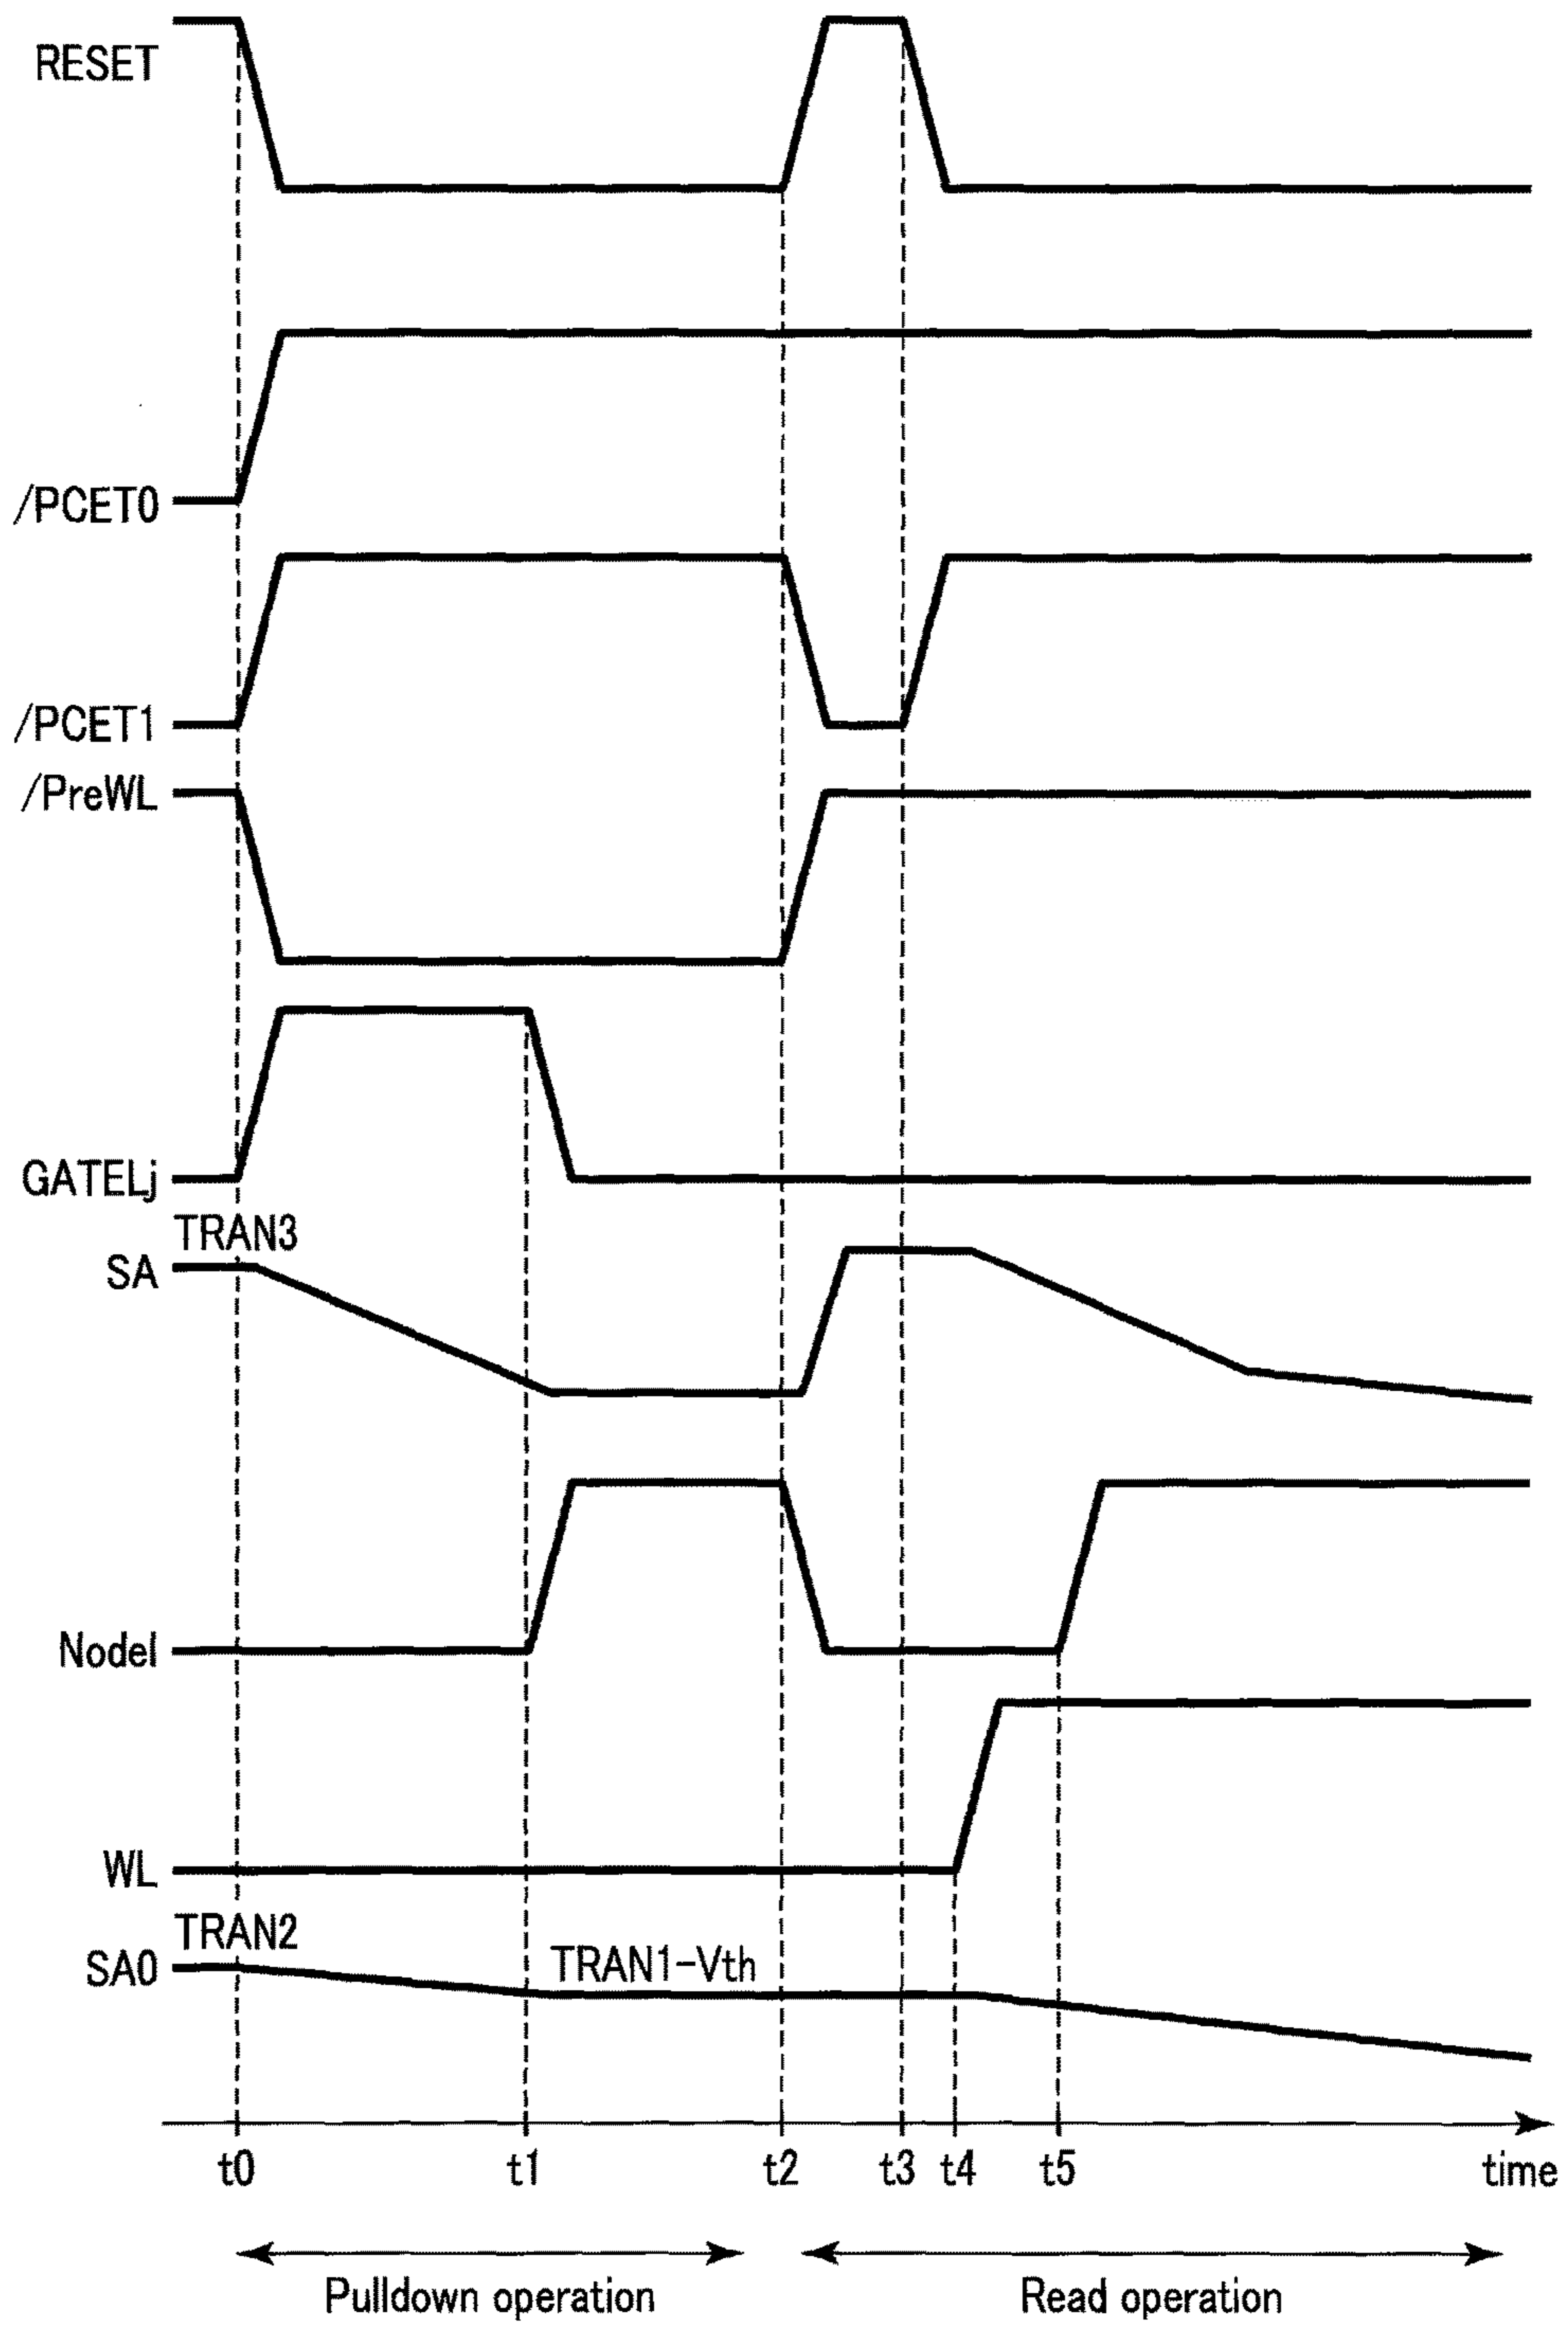 RESET
/PCET0
/PCET1
/PreWL
GATELj
TRAN3
SA
Nodel
WL
TRAN2
SA0
TRAN1-Vth
t0 t1 t2 t3 t4 t5 time
Pulldown operation Read operation